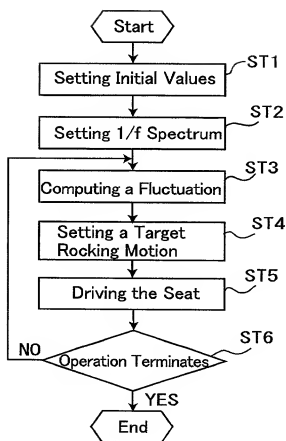 Start
ST1
Setting Initial Values
ST2
Setting 1/f Spectrum
ST3
Computing a Fluctuation
ST4
Setting a Target
Rocking Motion
ST5
Driving the Seat
ST6
NO
Operation Terminates
YES
End